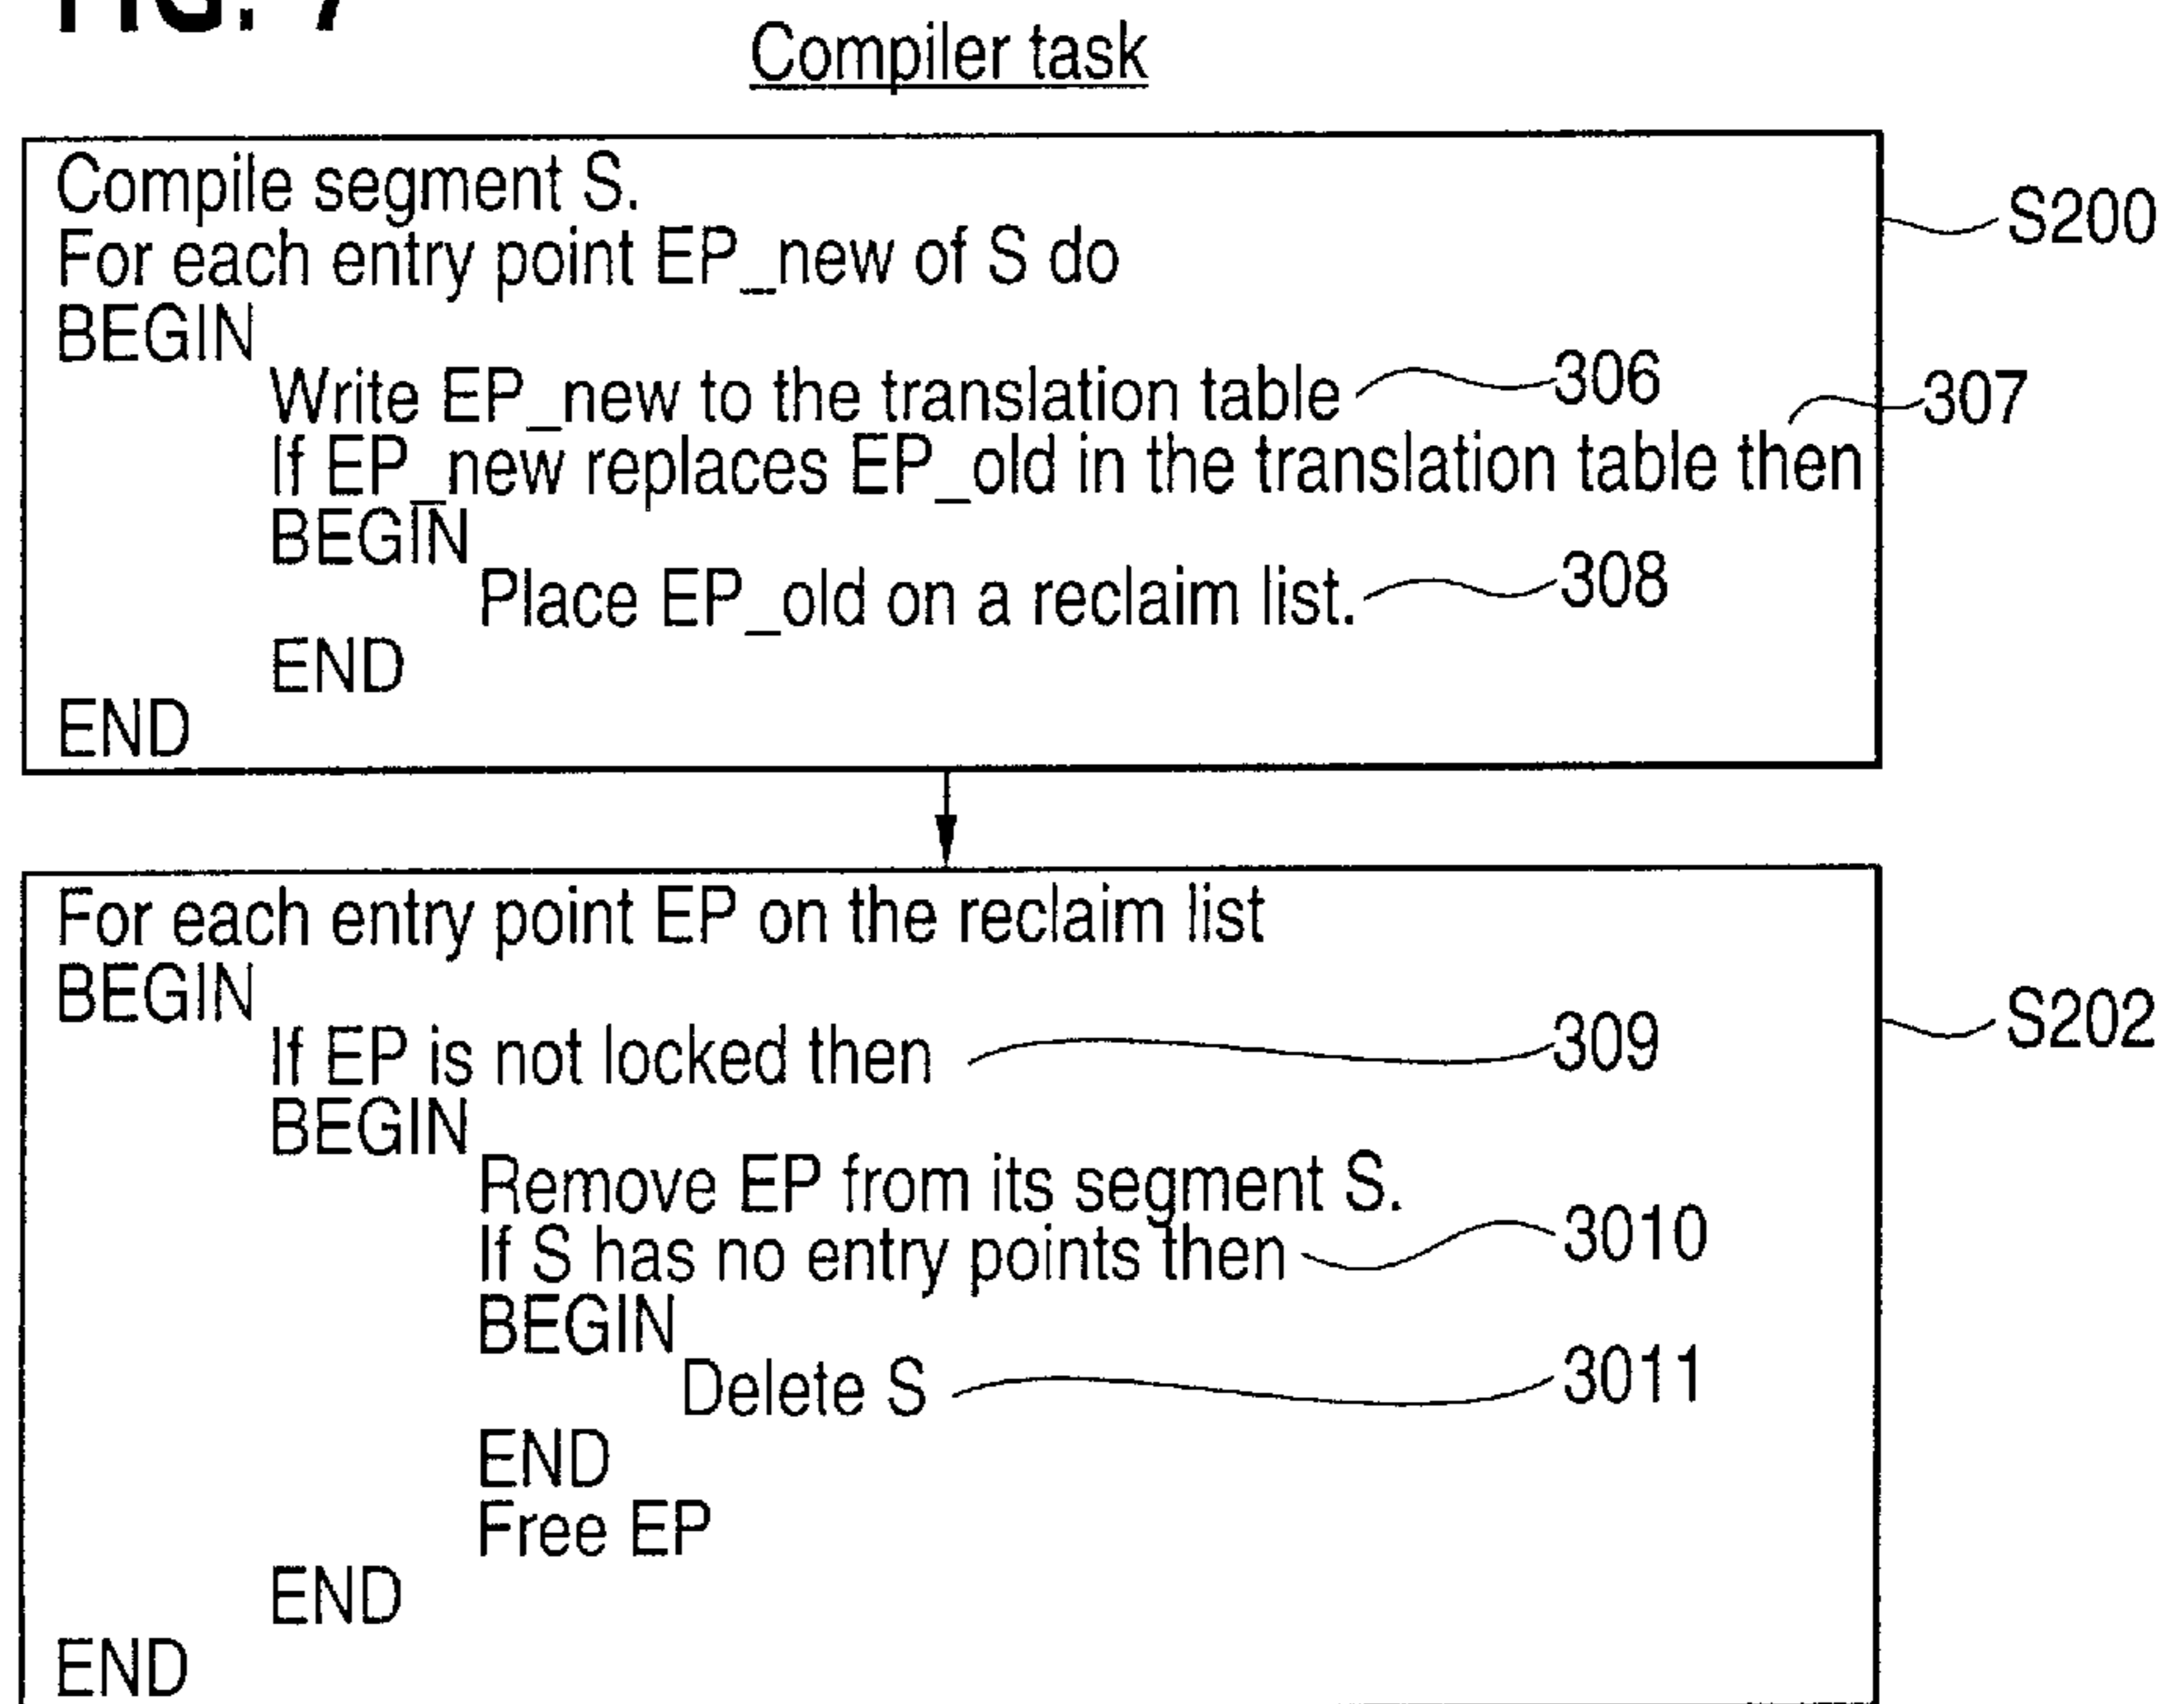 FIG. 7
Compiler task
Compile segment S.
S200
For each entry point EP_new of S do
BEGIN
Write EP_new to the translation table 306
307
If EP_new replaces EP_old in the translation table then
BEGIN
Place EP_old on a reclaim list. 308
END
END
For each entry point EP on the reclaim list
BEGIN
S202
If EP is not locked then 309
BEGIN
Remove EP from its segment S.
If S has no entry points then 3010
BEGIN
Delete S 3011
END
Free EP
END
END